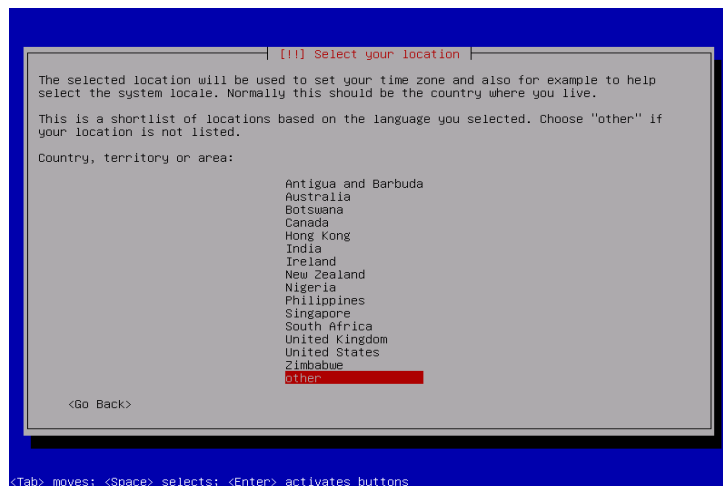 [!!] Select your location
The selected location will be used to set your time zone and also for example to help
select the system locale. Normally this should be the country where you live.
This is a shortlist of locations based on the language you selected. Choose "other" if
your location is not listed.
Country, territory or area:
Antigua and Barbuda
Australia
Botswana
Canada
Hong Kong
India
Ireland
New Zealand
Nigeria
Philippines
Singapore
South Africa
United Kingdom
United States
Zimbabwe
other
<Go Back>
<Tab> moves; <Space> selects; <Enter> activates buttons